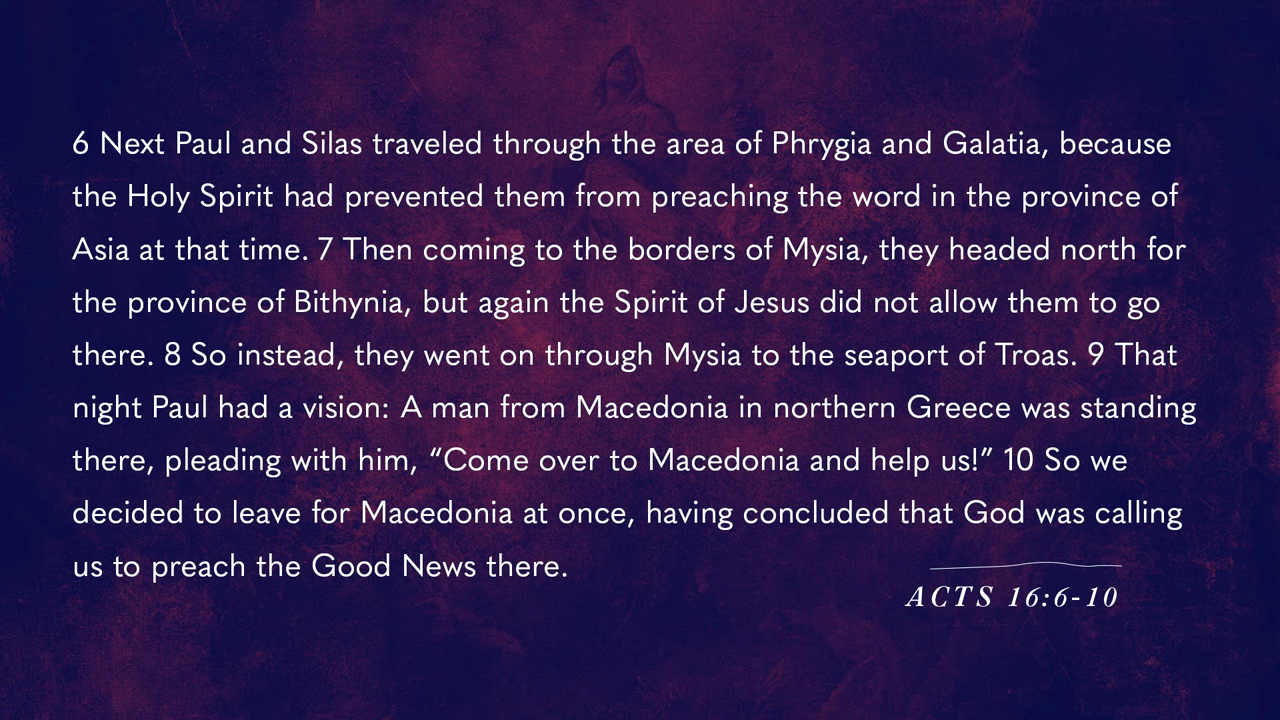 6 Next Paul and Silas traveled through the area of Phrygia and Galatia, because
the Holy Spirit had prevented them from preaching the word in the province of
Asia at that time. 7 Then coming to the borders of Mysia, they headed north for
the province of Bithynia, but again the Spirit of Jesus did not allow them to go
there. 8 So instead, they went on through Mysia to the seaport of Troas. 9 That
night Paul had a vision: A man from Macedonia in northern Greece was standing
there, pleading with him, “Come over to Macedonia and help us!” 10 So we
decided to leave for Macedonia at once, having concluded that God was calling
us to preach the Good News there.
ACTS 16:6-10